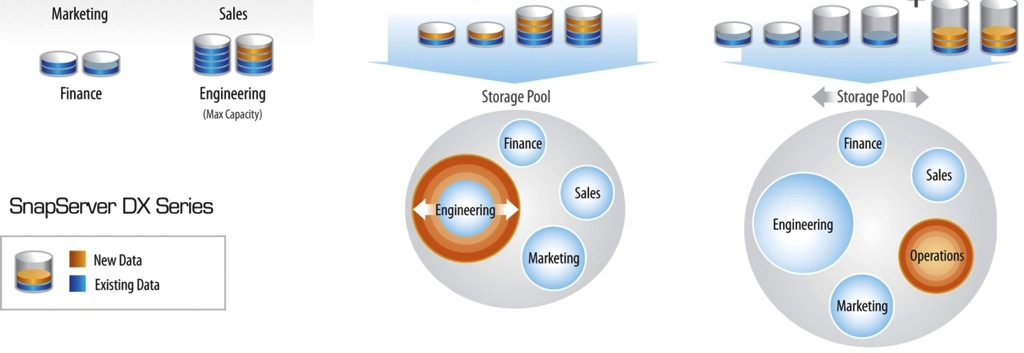 Marketing
Sales
Finance
Engineering
(Max Capacity)
SnapServer DX Series
New Data
Existing Data
Storage Pool
Finance
Engineering
Sales
Marketing
+
Storage Pool
Finance
Sales
Engineering
Operations
Marketing